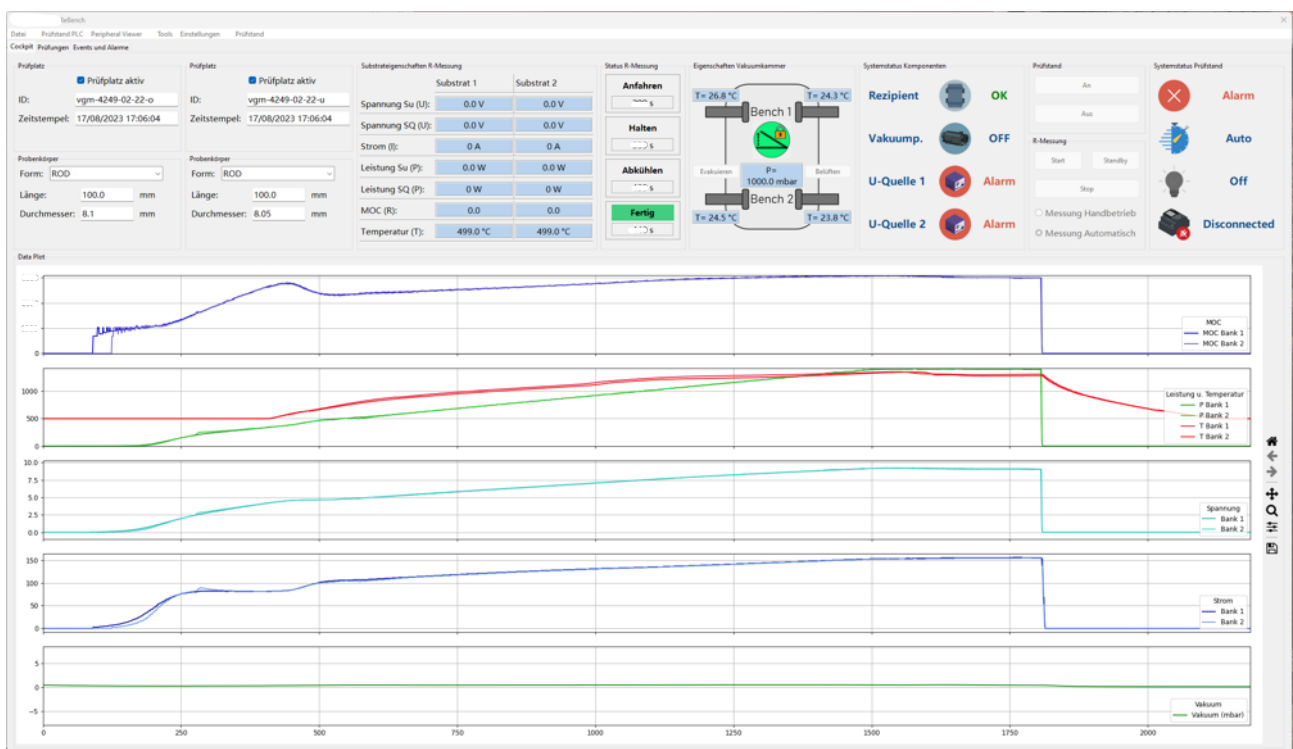 TeBench
Datei Prüfstand PLC Peripheral Viewer Tools Einstellungen Prüfstand
Cockpit Prüfungen Events und Alarme
Prüfplatz
Prüfplatz aktiv
ID: vgm-4249-02-22-o
Zeitstempel: 17/08/2023 17:06:04
Probenkörper
Form: ROD
Länge: 100.0 mm
Durchmesser: 8.1 mm
Prüfplatz
Prüfplatz aktiv
ID: vgm-4249-02-22-u
Zeitstempel: 17/08/2023 17:06:04
Probenkörper
Form: ROD
Länge: 100.0 mm
Durchmesser: 8.05 mm
Substrateigenschaften R-Messung
Substrat 1 Substrat 2
Spannung Su (U): 0.0 V 0.0 V
Spannung SQ (U): 0.0 V 0.0 V
Strom (I): 0 A 0 A
Leistung Su (P): 0.0 W 0.0 W
Leistung SQ (P): 0 W 0 W
MOC (R): 0.0 0.0
Temperatur (T): 499.0 °C 499.0 °C
Status R-Messung
Anfahren
s
Halten
s
Abkühlen
s
Fertig
s
Eigenschaften Vakuumkammer
T= 26.8 °C T= 24.3 °C
Bench 1
Evakuieren P= Belüften
1000.0 mbar
Bench 2
T= 24.5 °C T= 23.8 °C
Systemstatus Komponenten
Rezipient OK
Vakuump. OFF
U-Quelle 1 Alarm
U-Quelle 2 Alarm
Prüfstand
An
Aus
R-Messung
Start Standby
Stop
Messung Handbetrieb
Messung Automatisch
Systemstatus Prüfstand
Alarm
Auto
Off
Disconnected
Data Plot
0
MOC
MOC Bank 1
MOC Bank 2
1000
500
0
Leistung u. Temperatur
P Bank 1
P Bank 2
T Bank 1
T Bank 2
10.0
7.5
5.0
2.5
0.0
Spannung
Bank 1
Bank 2
150
100
50
0
Strom
Bank 1
Bank 2
5
0
−5
Vakuum
Vakuum (mbar)
0 250 500 750 1000 1250 1500 1750 2000